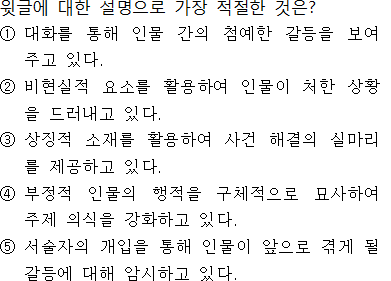 윗글에 대한 설명으로 가장 적절한 것은?
① 대화를 통해 인물 간의 첨예한 갈등을 보여
주고 있다.
② 비현실적 요소를 활용하여 인물이 처한 상황
을 드러내고 있다.
③ 상징적 소재를 활용하여 사건 해결의 실마리
를 제공하고 있다.
④ 부정적 인물의 행적을 구체적으로 묘사하여
주제 의식을 강화하고 있다.
⑤ 서술자의 개입을 통해 인물이 앞으로 겪게 될
갈등에 대해 암시하고 있다.